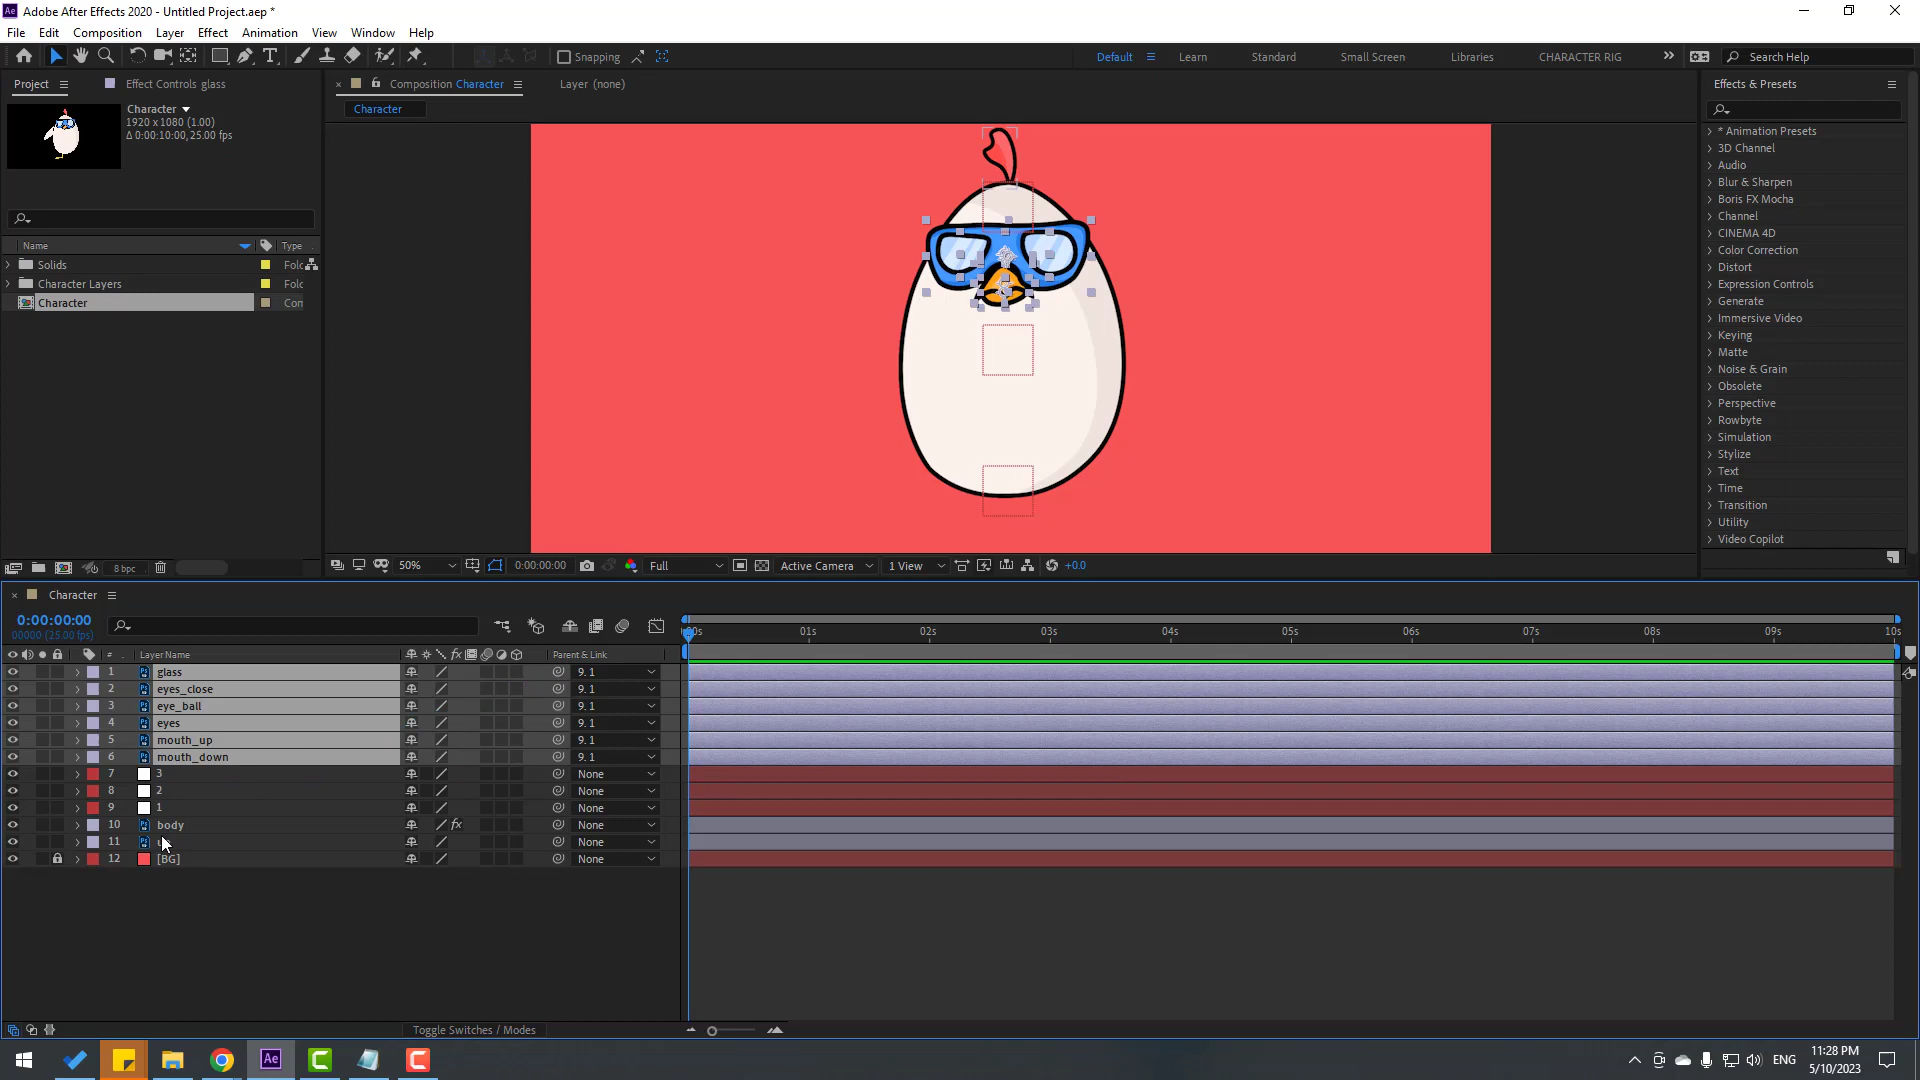 Adobe After Effects 2020 - Untitled Project.aep *
File Edit Composition Layer Effect Animation View Window Help
Snapping
Default Learn Standard Small Screen Libraries CHARACTER RIG Search Help
Project Effect Controls glass
Composition Character Layer (none)
Effects & Presets
Character
1920 x 1080 (1.00)
Δ 0:00:10:00, 25.00 fps
Character
* Animation Presets
3D Channel
Audio
Blur & Sharpen
Boris FX Mocha
Channel
CINEMA 4D
Color Correction
Distort
Expression Controls
Generate
Immersive Video
Keying
Matte
Noise & Grain
Obsolete
Perspective
Rowbyte
Simulation
Stylize
Text
Time
Transition
Utility
Video Copilot
Name Type
Solids Folc
Character Layers Folc
Character Con
8 bpc
50% 0:00:00:00 Full Active Camera 1 View +0.0
Character
0:00:00:00
00000 (25.00 fps)
00s 01s 02s 03s 04s 05s 06s 07s 08s 09s 10s
# Layer Name fx Parent & Link
1 glass 9. 1
2 eyes_close 9. 1
3 eye_ball 9. 1
4 eyes 9. 1
5 mouth_up 9. 1
6 mouth_down 9. 1
7 3 None
8 2 None
9 1 None
10 body fx None
11 None
12 [BG] None
Toggle Switches / Modes
Ae
ENG
11:28 PM
5/10/2023